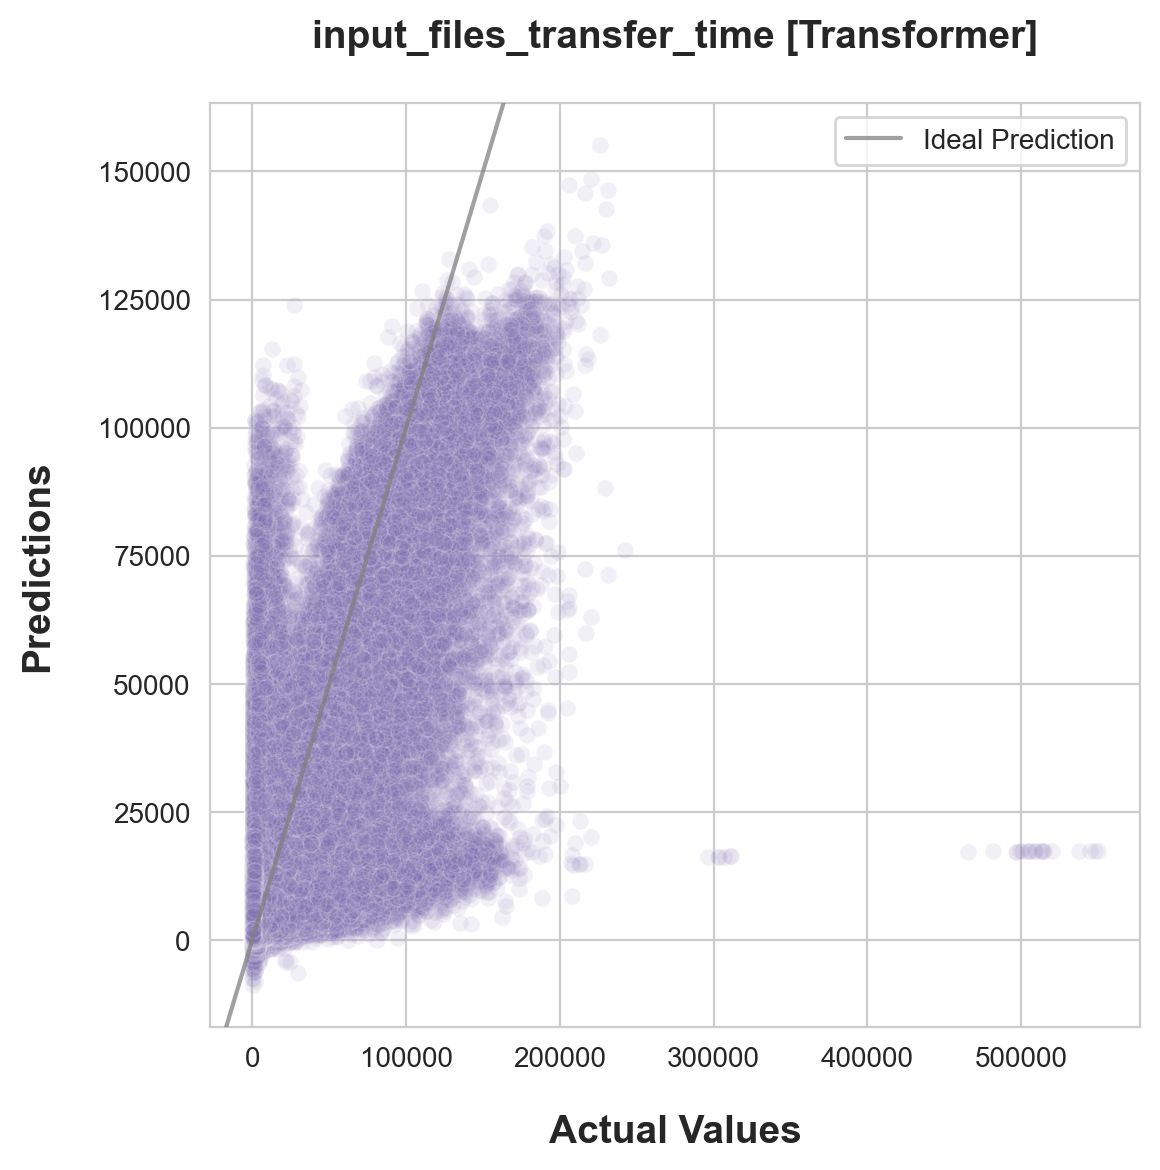 input_files_transfer_time [Transformer]
Ideal Prediction
150000
125000
100000
75000
50000
25000
0
Predictions
0 100000 200000 300000 400000 500000
Actual Values